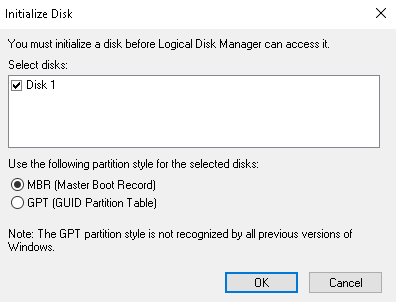 Initialize Disk
You must initialize a disk before Logical Disk Manager can access it.
Select disks:
Disk 1
Use the following partition style for the selected disks:
MBR (Master Boot Record)
GPT (GUID Partition Table)
Note: The GPT partition style is not recognized by all previous versions of
Windows.
OK
Cancel